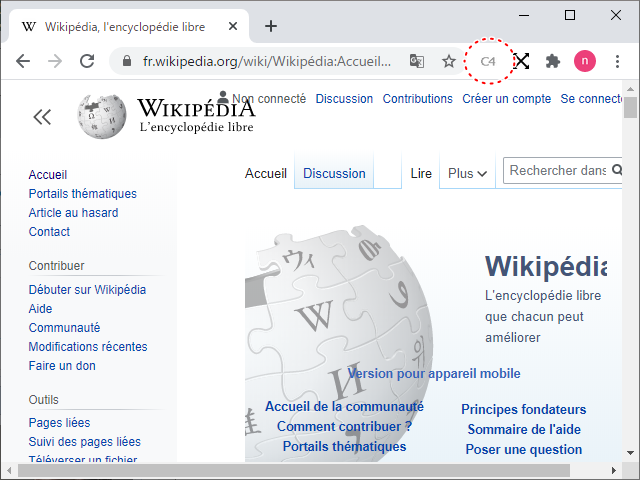 W Wikipédia, l'encyclopédie libre
fr.wikipedia.org/wiki/Wikipédia:Accueil... C4 n
WIKIPÉDIA
L'encyclopédie libre
Non connecté Discussion Contributions Créer un compte Se connecte
Accueil Discussion Lire Plus Rechercher dans
Accueil
Portails thématiques
Article au hasard
Contact
Contribuer
Débuter sur Wikipédia
Aide
Communauté
Modifications récentes
Faire un don
Outils
Pages liées
Suivi des pages liées
Téléverser un fichier
Wikipédia
L'encyclopédie libre
que chacun peut
améliorer
Version pour appareil mobile
Accueil de la communauté
Comment contribuer ?
Portails thématiques
Principes fondateurs
Sommaire de l'aide
Poser une question